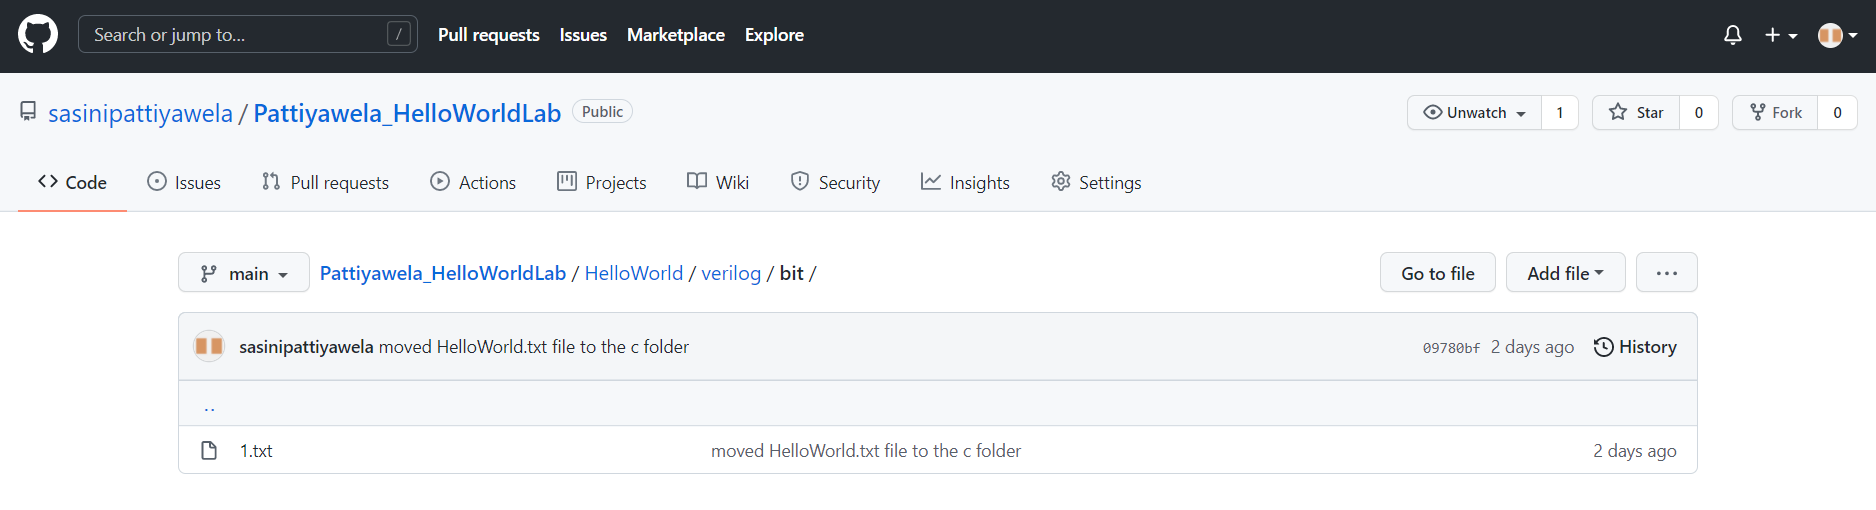 Search or jump to... / Pull requests Issues Marketplace Explore
sasinipattiyawela / Pattiyawela_HelloWorldLab Public Unwatch 1 Star 0 Fork 0
Code Issues Pull requests Actions Projects Wiki Security Insights Settings
main Pattiyawela_HelloWorldLab / HelloWorld / verilog / bit / Go to file Add file ...
sasinipattiyawela moved HelloWorld.txt file to the c folder 09780bf 2 days ago History
..
1.txt moved HelloWorld.txt file to the c folder 2 days ago